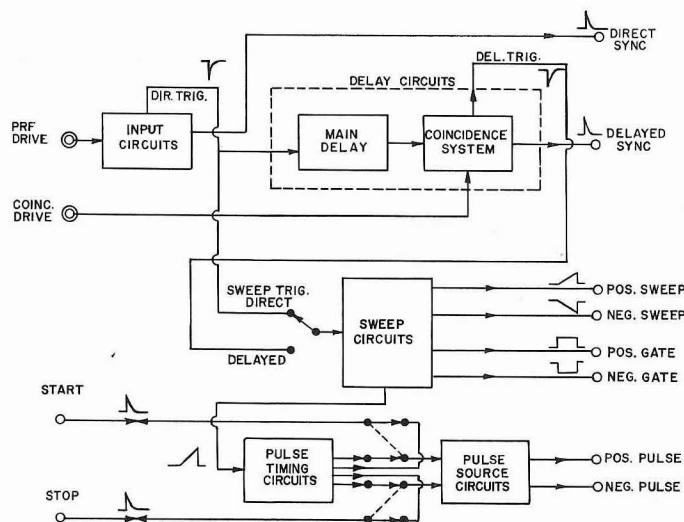 DIRECT
SYNC
DEL. TRIG.
DELAY CIRCUITS
DIR. TRIG.
PRF
DRIVE
INPUT
CIRCUITS
MAIN
DELAY
COINCIDENCE
SYSTEM
DELAYED
SYNC
COINC.
DRIVE
SWEEP TRIG.
DIRECT
DELAYED
SWEEP
CIRCUITS
POS. SWEEP
NEG. SWEEP
POS. GATE
NEG. GATE
START
PULSE
TIMING
CIRCUITS
PULSE
SOURCE
CIRCUITS
POS. PULSE
NEG. PULSE
STOP